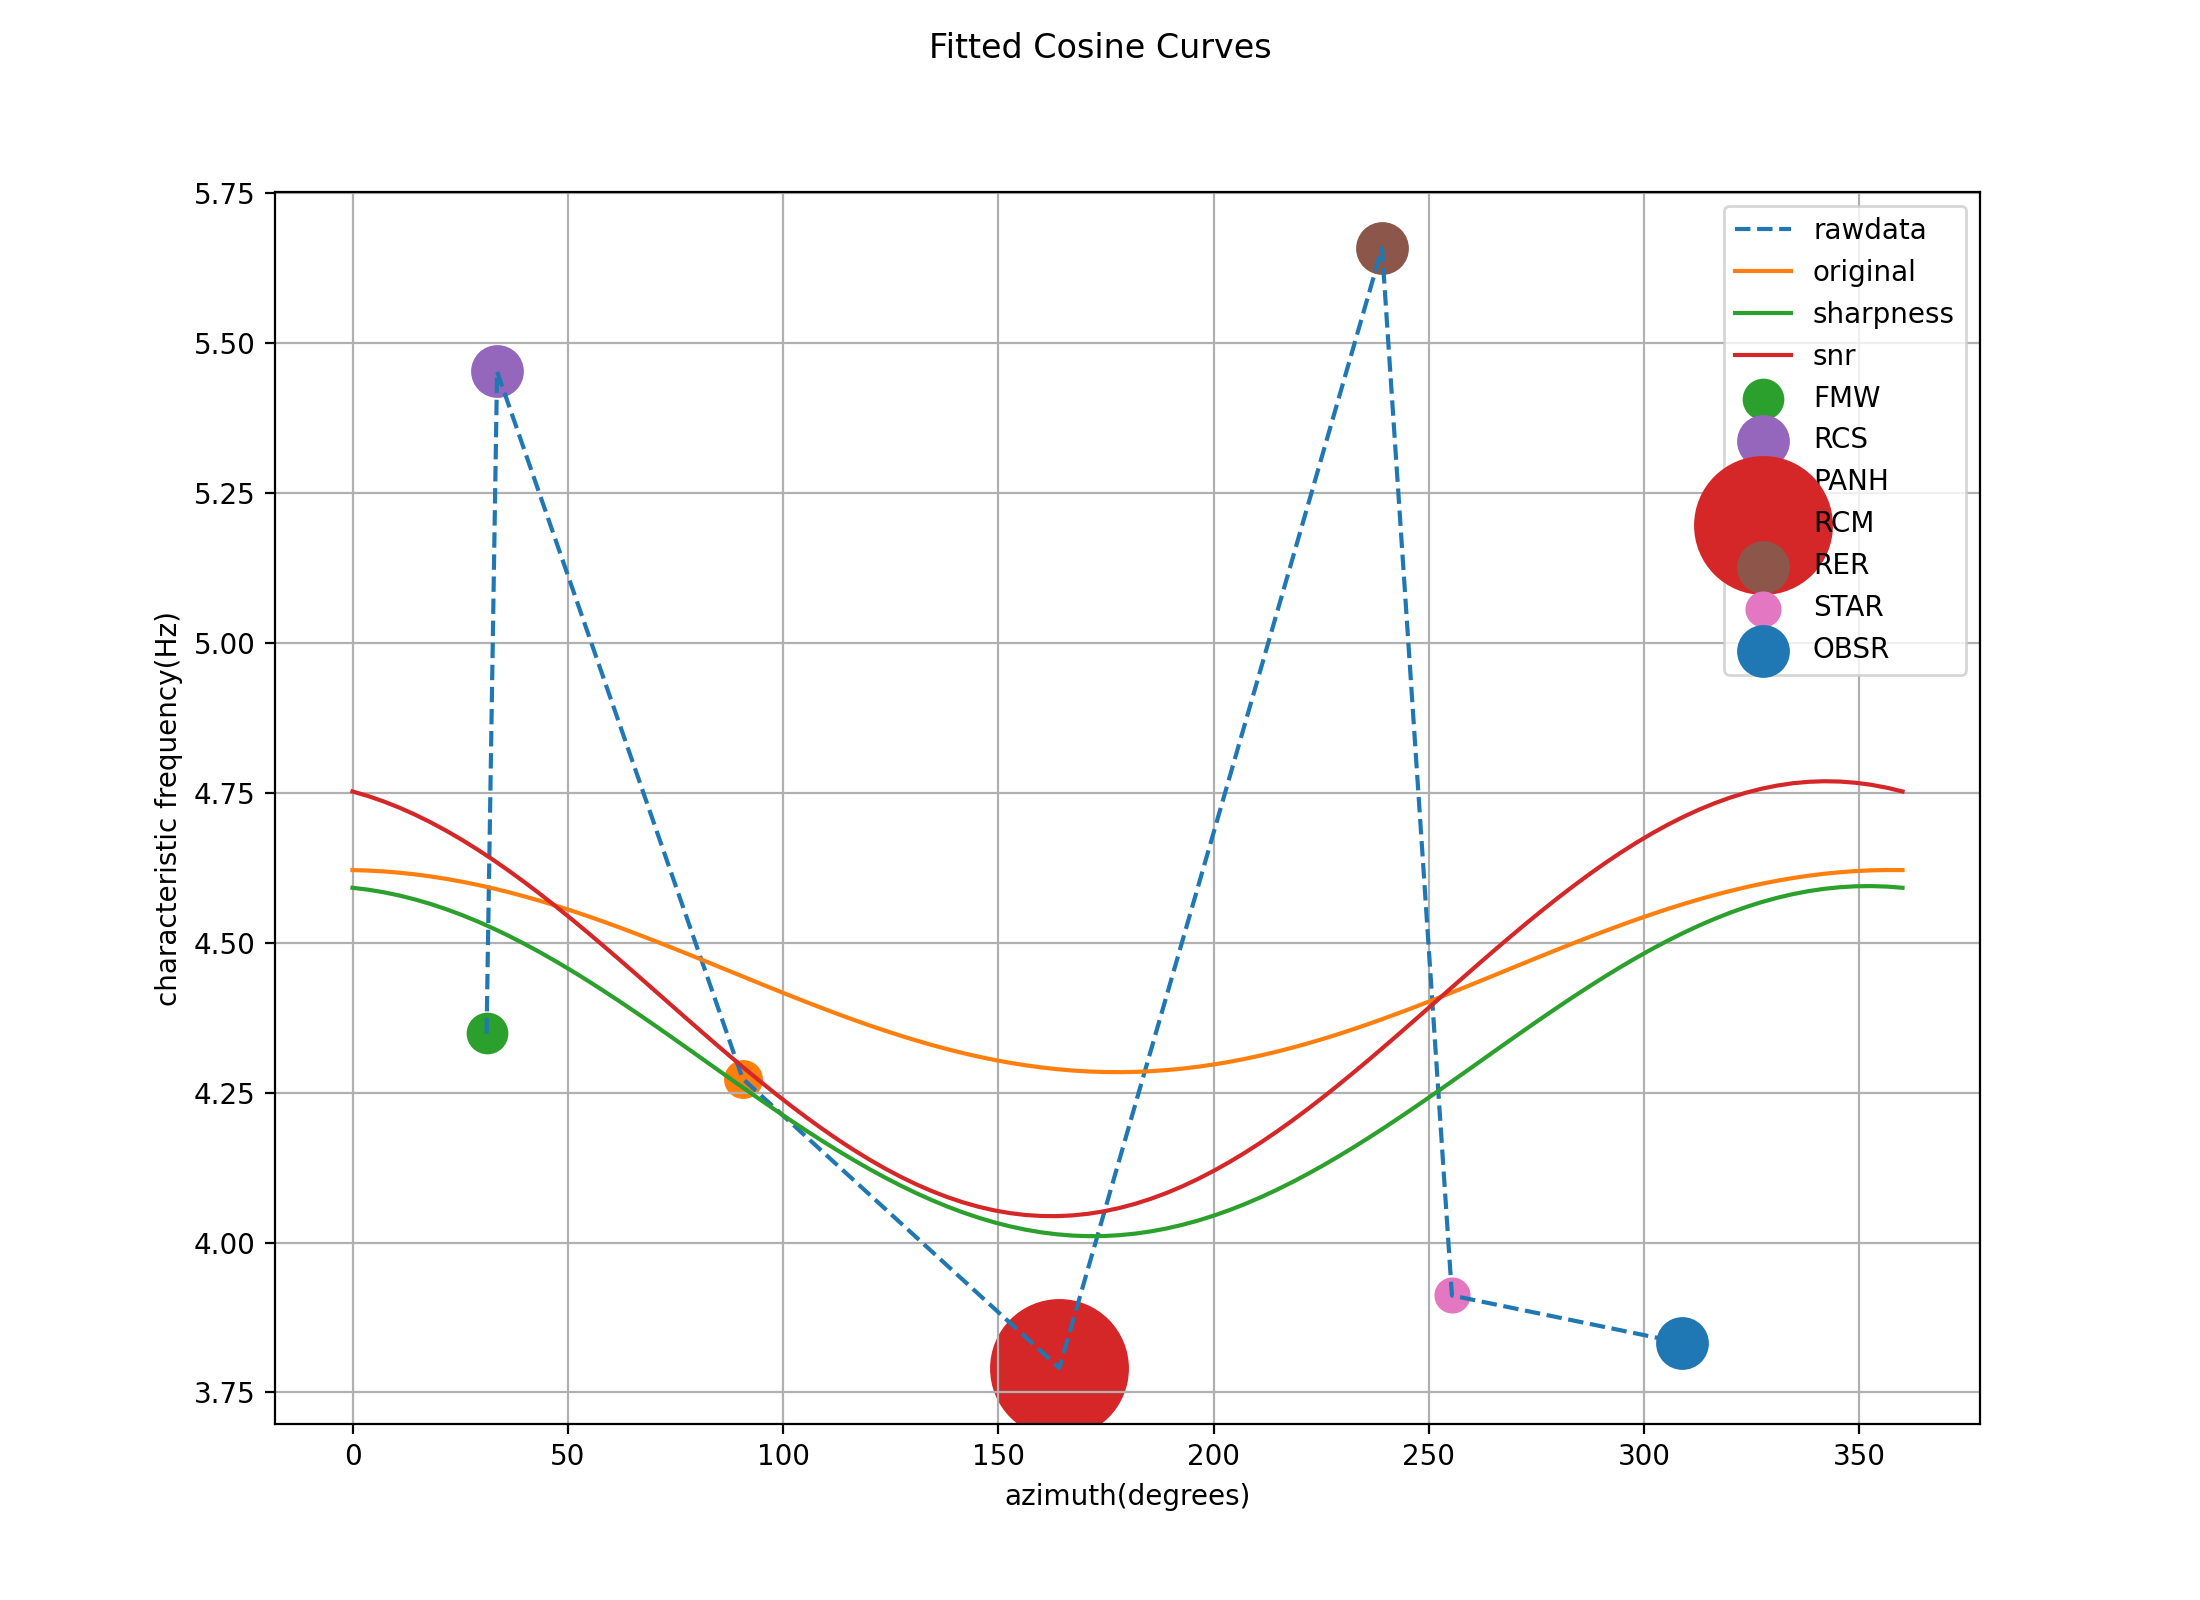 Fitted Cosine Curves
5.75
5.50
5.25
5.00
4.75
4.50
4.25
4.00
3.75
characteristic frequency(Hz)
rawdata
original
sharpness
snr
FMW
RCS
PANH
RCM
RER
STAR
OBSR
0 50 100 150 200 250 300 350
azimuth(degrees)